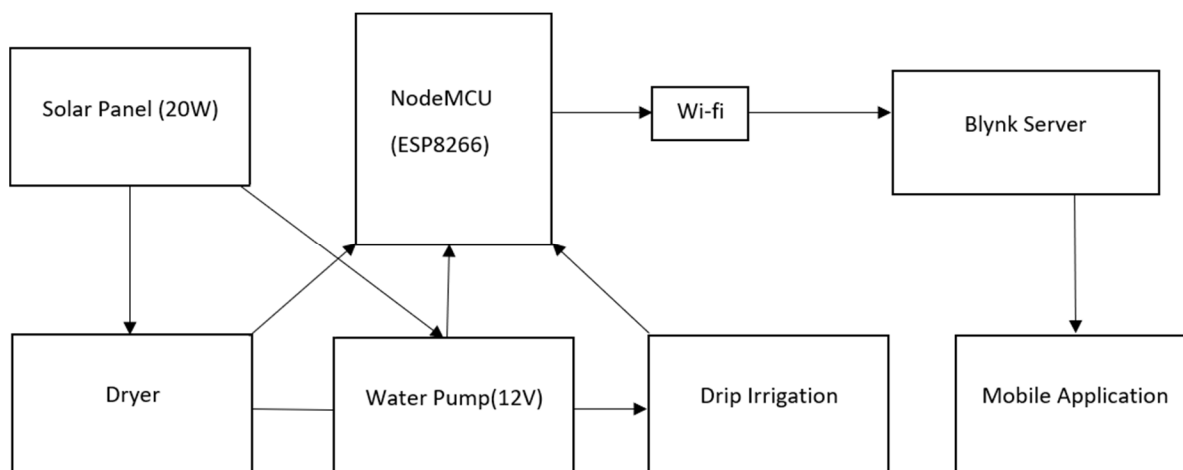 Solar Panel (20W)
NodeMCU
(ESP8266)
Wi-fi
Blynk Server
Dryer
Water Pump(12V)
Drip Irrigation
Mobile Application